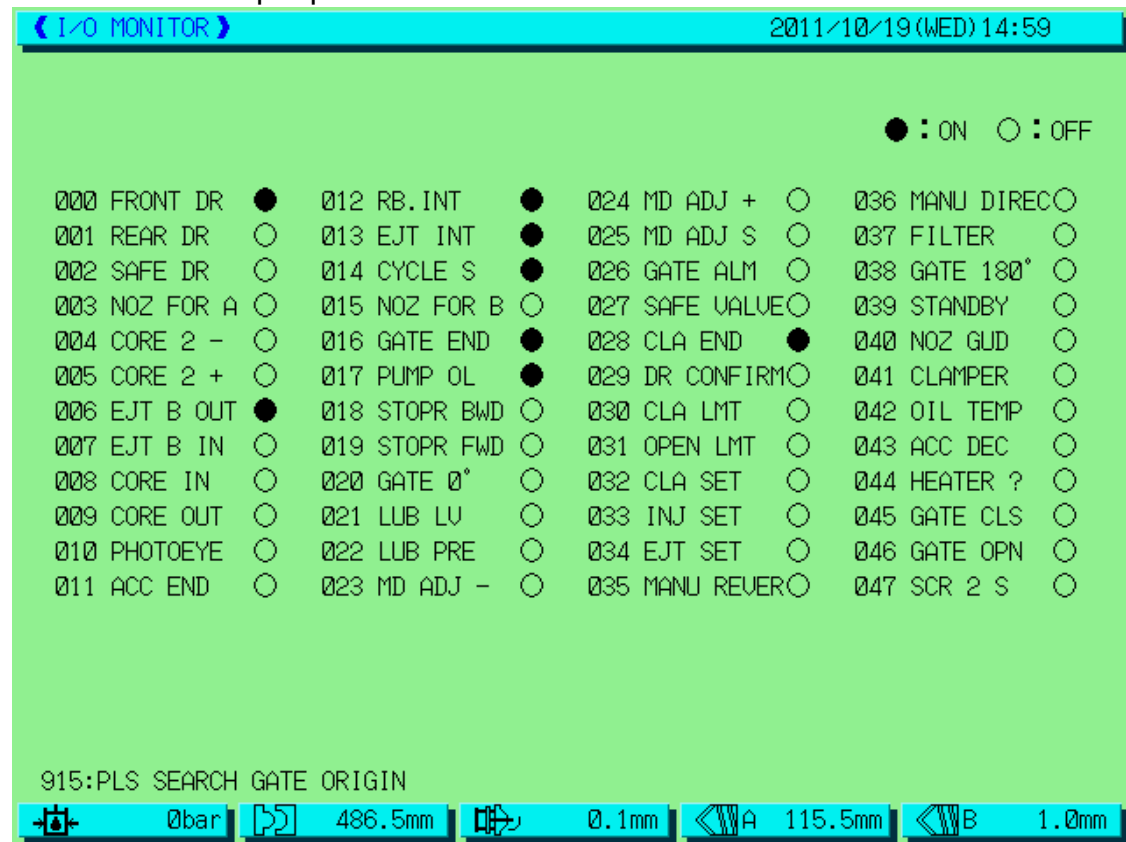 I/O MONITOR 2011/10/19(WED)14:59
●:ON ○:OFF
000 FRONT DR ● 012 RB.INT ● 024 MD ADJ + ○ 036 MANU DIREC○
001 REAR DR ○ 013 EJT INT ● 025 MD ADJ S ○ 037 FILTER ○
002 SAFE DR ○ 014 CYCLE S ● 026 GATE ALM ○ 038 GATE 180° ○
003 NOZ FOR A ○ 015 NOZ FOR B ○ 027 SAFE VALVE○ 039 STANDBY ○
004 CORE 2 - ○ 016 GATE END ● 028 CLA END ● 040 NOZ GUD ○
005 CORE 2 + ○ 017 PUMP OL ● 029 DR CONFIRM○ 041 CLAMPER ○
006 EJT B OUT ● 018 STOPR BWD ○ 030 CLA LMT ○ 042 OIL TEMP ○
007 EJT B IN ○ 019 STOPR FWD ○ 031 OPEN LMT ○ 043 ACC DEC ○
008 CORE IN ○ 020 GATE 0° ○ 032 CLA SET ○ 044 HEATER ? ○
009 CORE OUT ○ 021 LUB LV ○ 033 INJ SET ○ 045 GATE CLS ○
010 PHOTOEYE ○ 022 LUB PRE ○ 034 EJT SET ○ 046 GATE OPN ○
011 ACC END ○ 023 MD ADJ - ○ 035 MANU REVER○ 047 SCR 2 S ○
915:PLS SEARCH GATE ORIGIN
0bar 486.5mm 0.1mm A 115.5mm B 1.0mm